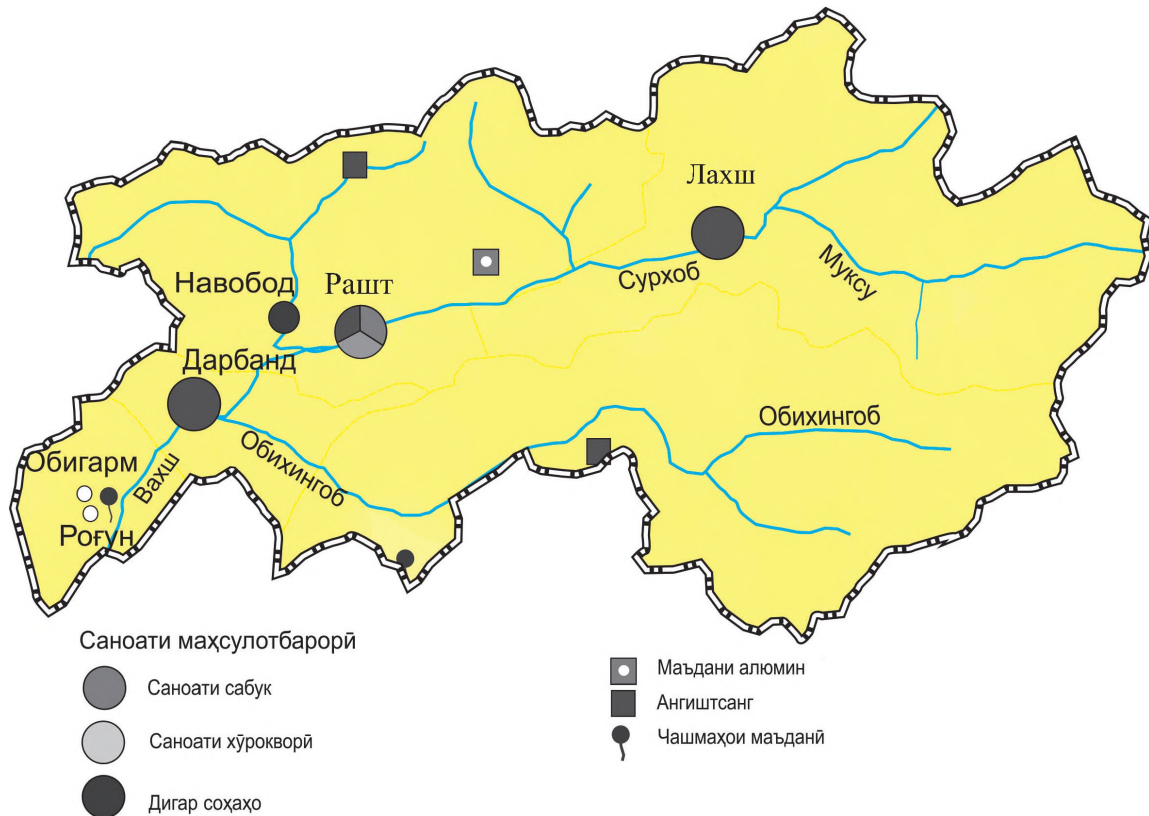 Лахш
Сурхоб
Муксу
Навобод
Рашт
Дарбанд
Обихингоб
Обихингоб
Обигарм
Вахш
Роғун
Саноати маҳсулотбарорӣ
Саноати сабук
Саноати хӯрокворӣ
Дигар соҳаҳо
Маъдани алюмин
Ангиштсанг
Чашмаҳои маъданӣ